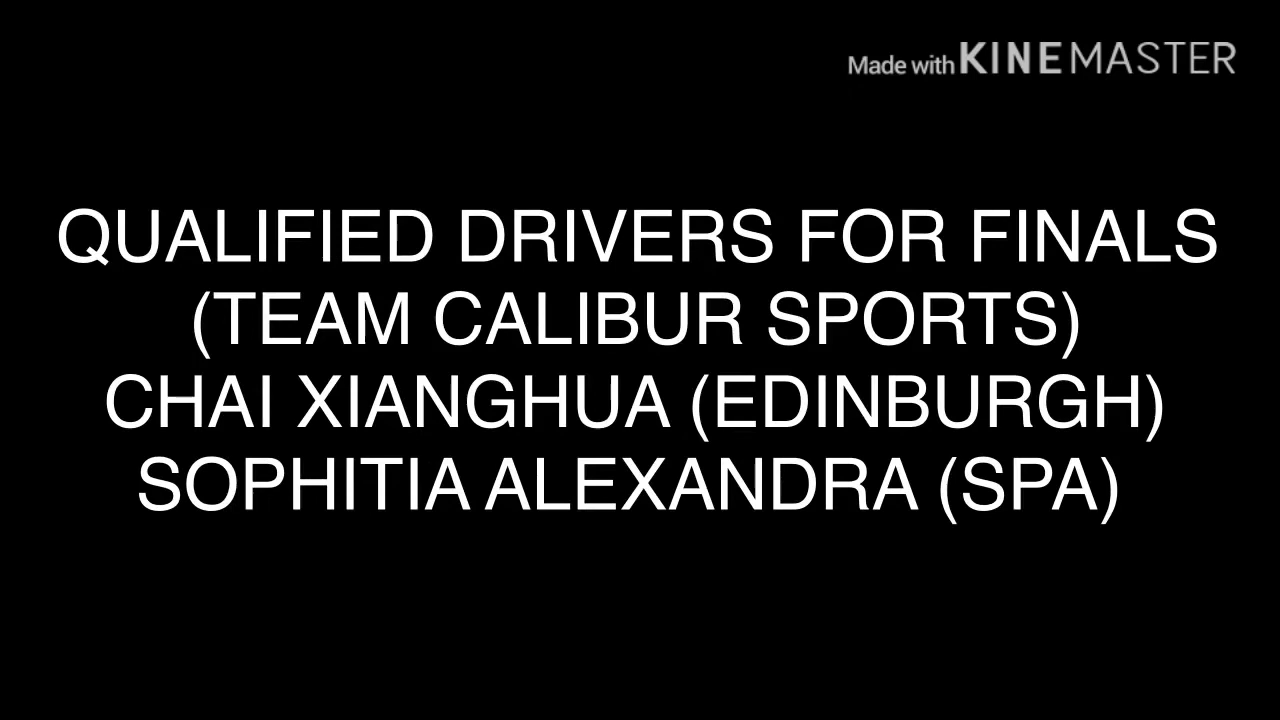 Made with KINEMASTER
QUALIFIED DRIVERS FOR FINALS
(TEAM CALIBUR SPORTS)
CHAI XIANGHUA (EDINBURGH)
SOPHITIA ALEXANDRA (SPA)